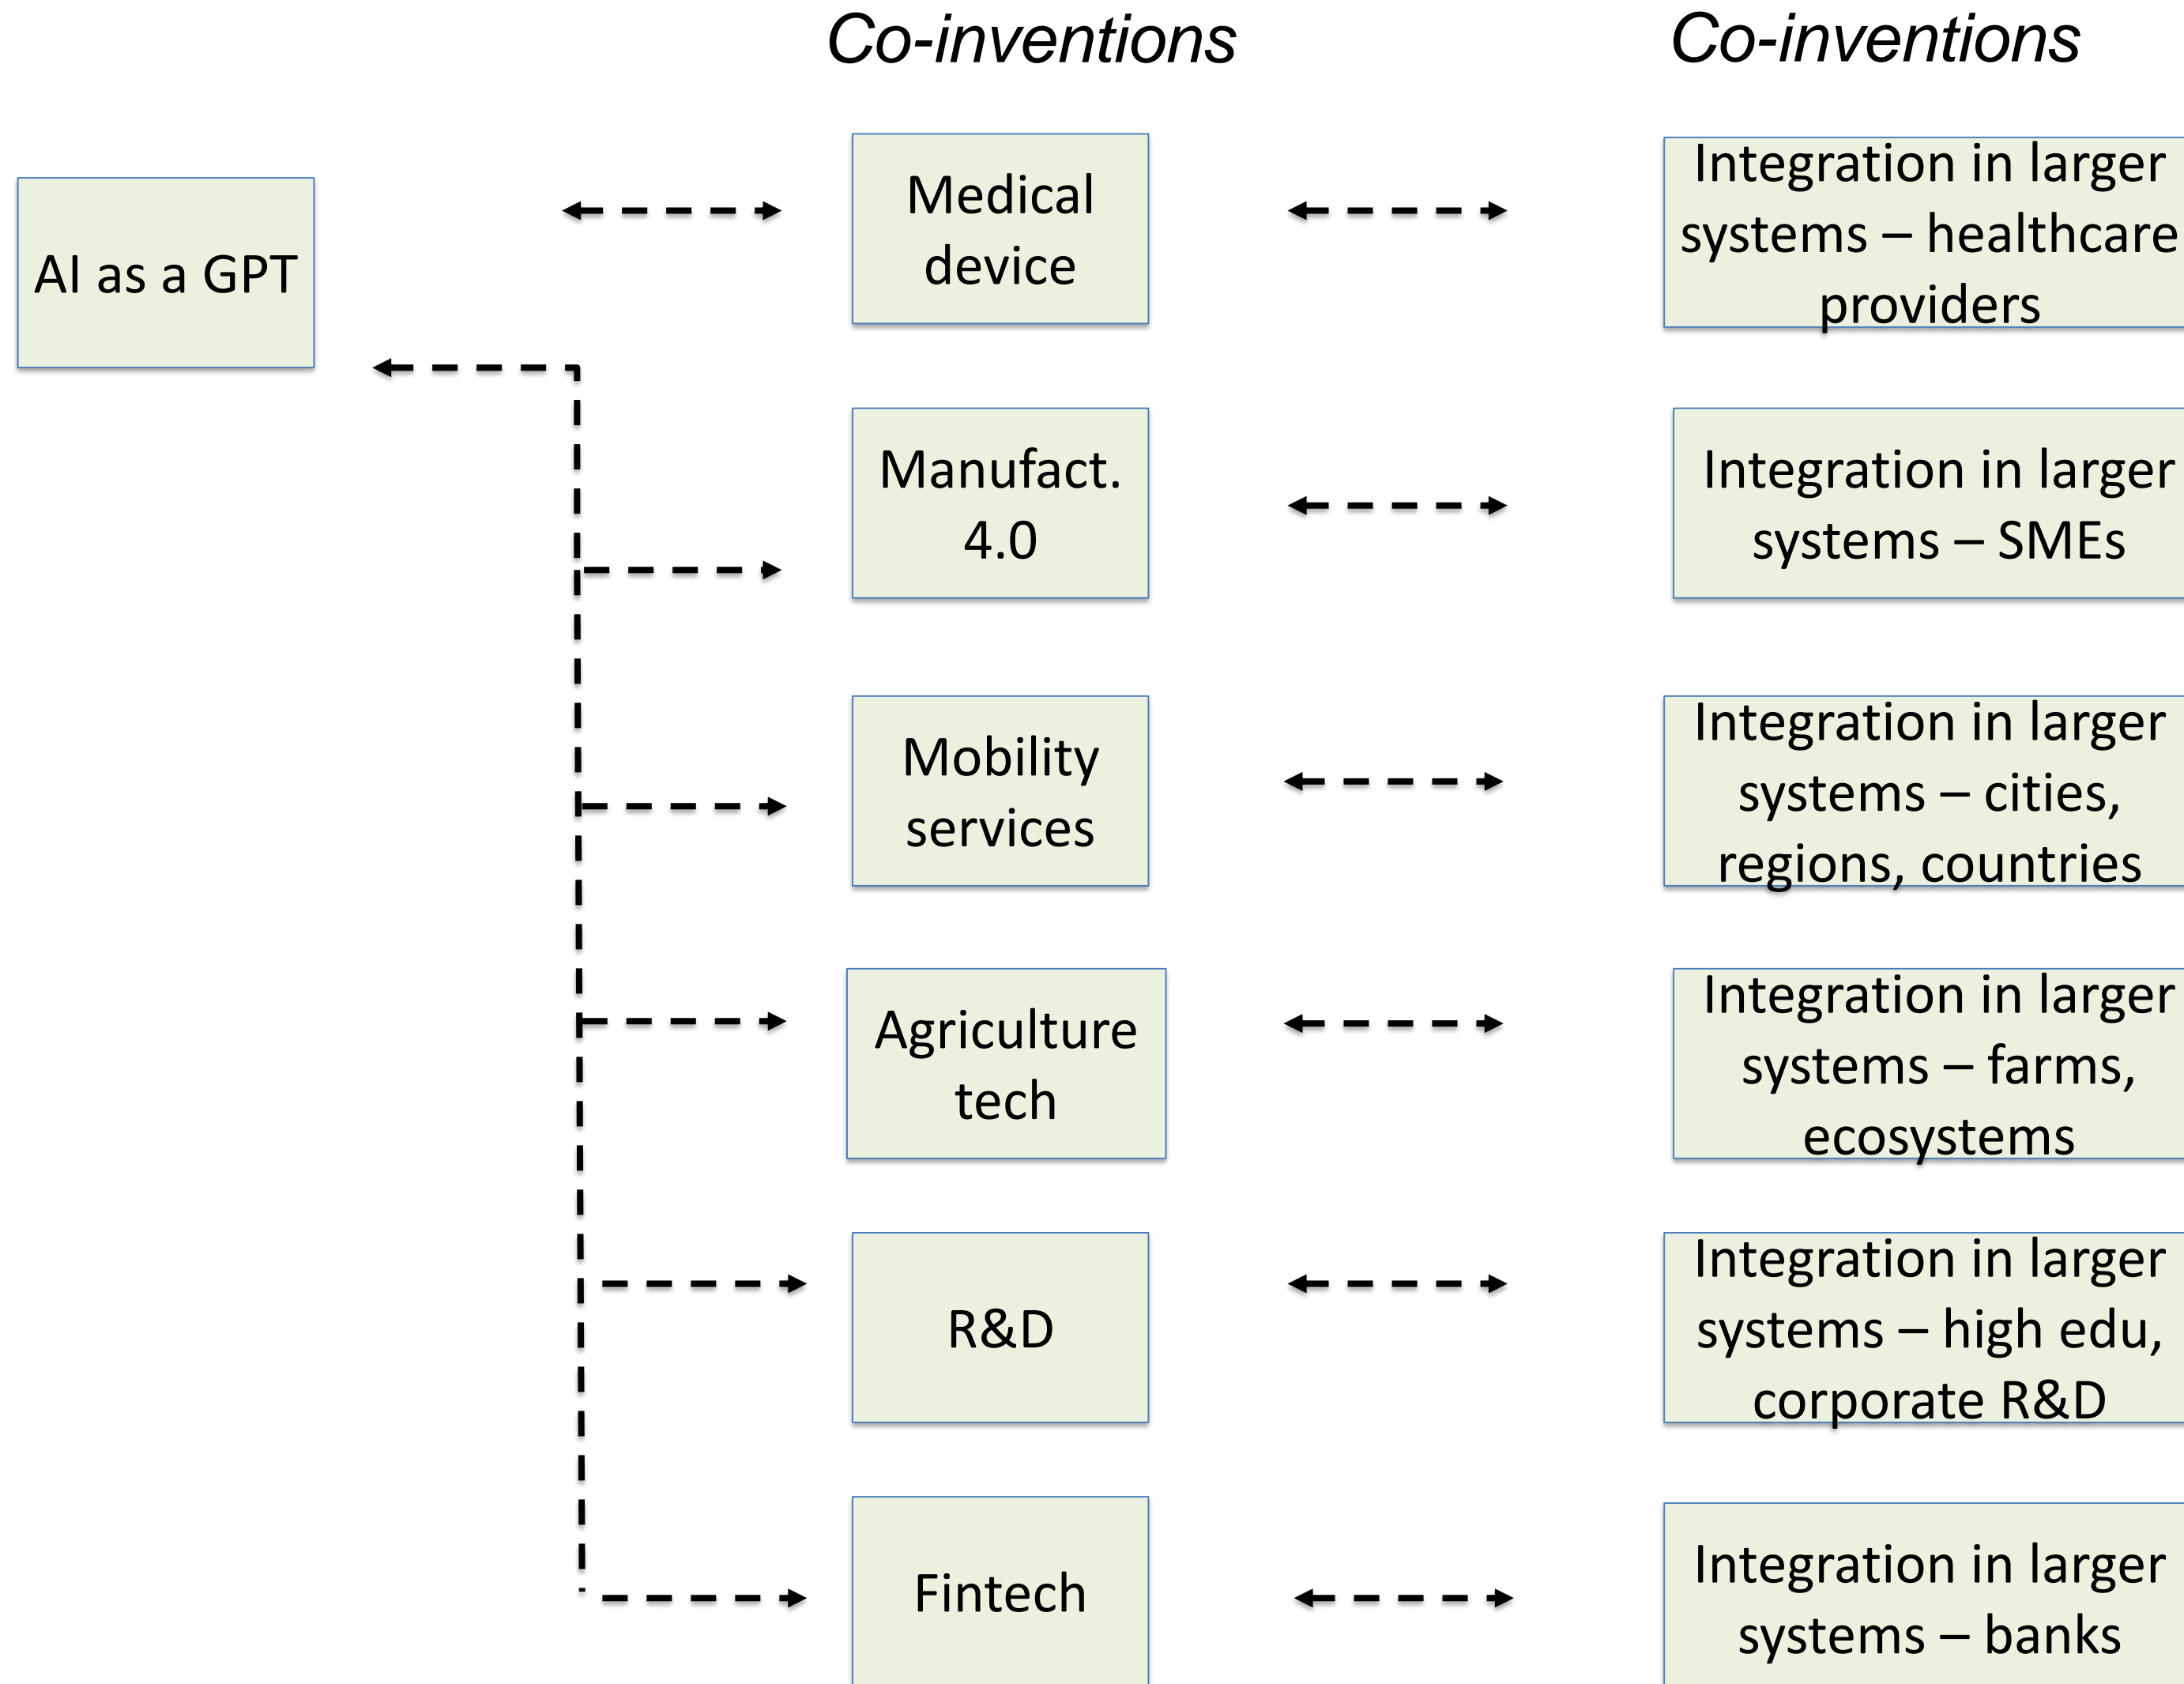 Co-inventions
Co-inventions
AI as a GPT
Medical
device
Integration in larger
systems – healthcare
providers
Manufact.
4.0
Integration in larger
systems – SMEs
Mobility
services
Integration in larger
systems – cities,
regions, countries
Agriculture
tech
Integration in larger
systems – farms,
ecosystems
R&D
Integration in larger
systems – high edu,
corporate R&D
Fintech
Integration in larger
systems – banks